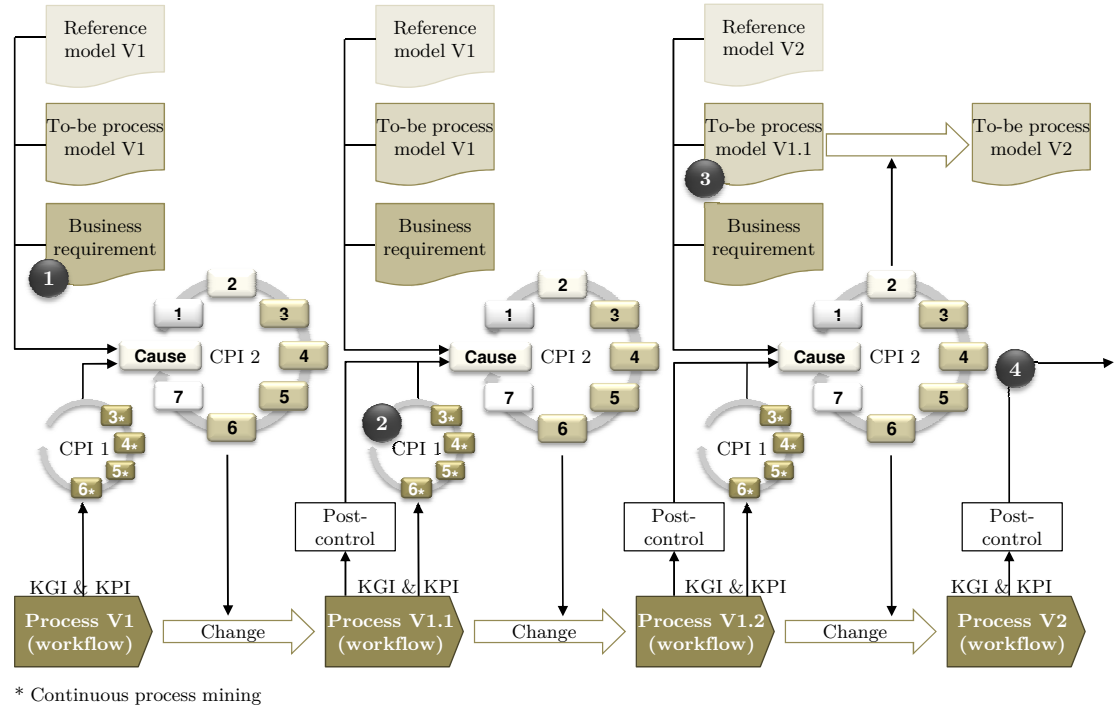 Reference
model V1
To-be process
model V1
Business
requirement
1
Reference
model V1
To-be process
model V1
Business
requirement
Reference
model V2
To-be process
model V1.1
3
Business
requirement
To-be process
model V2
1
2
3
4
5
6
7
Cause
CPI 2
3*
4*
5*
6*
CPI 1
1
2
3
4
5
6
7
Cause
CPI 2
2
3*
4*
5*
6*
CPI 1
1
2
3
4
5
6
7
Cause
CPI 2
3*
4*
5*
6*
CPI 1
4
Post-
control
Post-
control
Post-
control
KGI & KPI
KGI & KPI
KGI & KPI
KGI & KPI
Process V1
(workflow)
Change
Process V1.1
(workflow)
Change
Process V1.2
(workflow)
Change
Process V2
(workflow)
* Continuous process mining